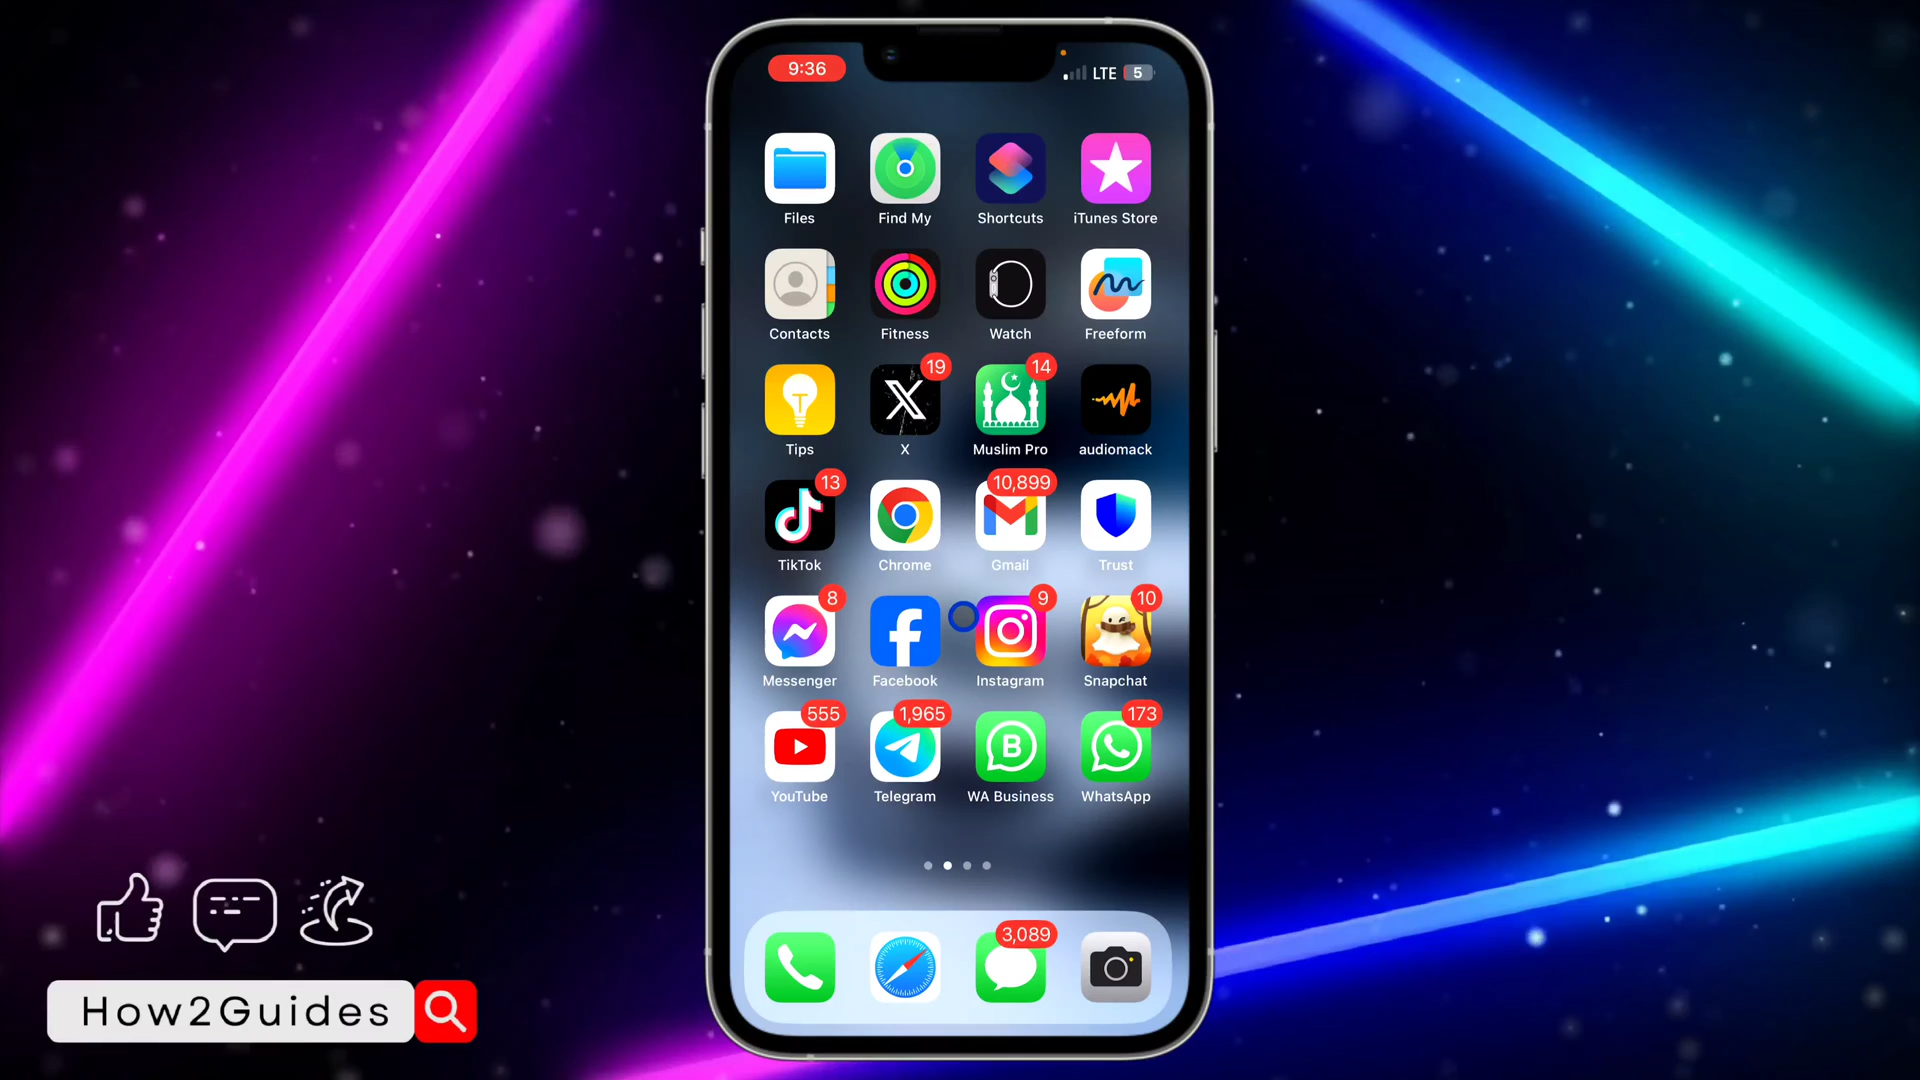 9:36
LTE 5
Files Find My Shortcuts iTunes Store
Contacts Fitness Watch Freeform
19 14
T
Tips X Muslim Pro audiomack
13 10,899
TikTok Chrome Gmail Trust
8 9 10
Messenger Facebook Instagram Snapchat
555 1,965 173
B
YouTube Telegram WA Business WhatsApp
3,089
How2Guides